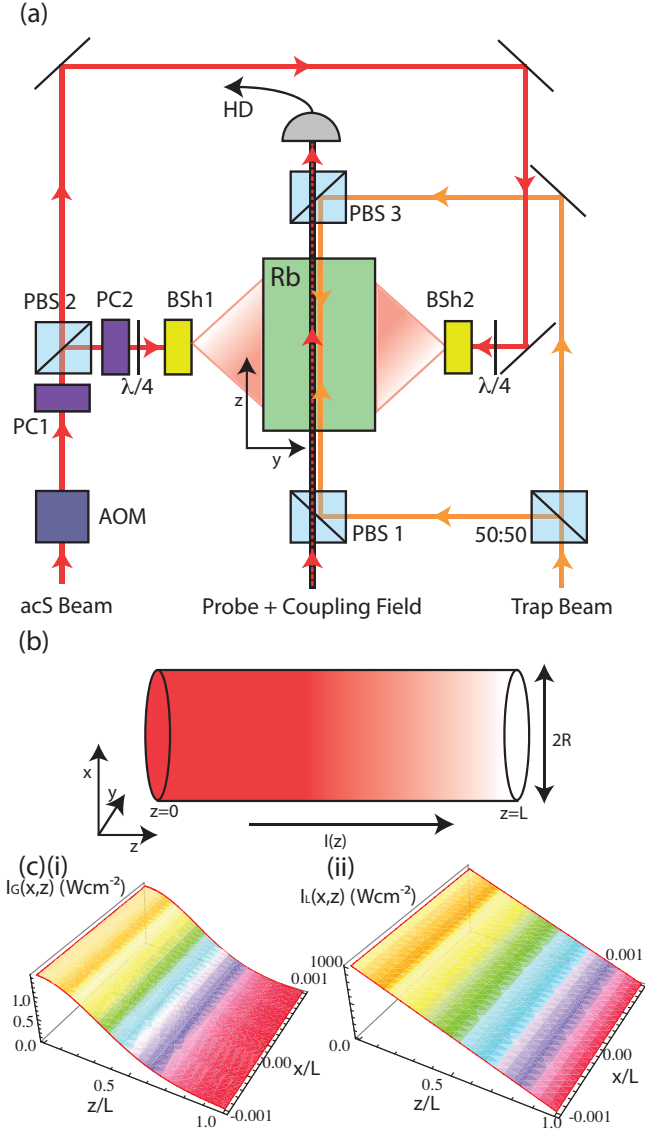 (a)
HD
PBS 3
Rb
PBS 2
PC2
BSh1
BSh2
λ/4
λ/4
z
y
PC1
AOM
PBS 1
50:50
acS Beam
Probe + Coupling Field
Trap Beam
(b)
2R
x
y
z
z=0
z=L
I(z)
(c)(i)
(ii)
IG(x,z) (Wcm-2)
IL(x,z) (Wcm-2)
1.0
0.5
0.0
0.5
1.0
z/L
0.001
0.00
-0.001
x/L
1000
0.0
0.5
1.0
z/L
0.001
0.00
-0.001
x/L